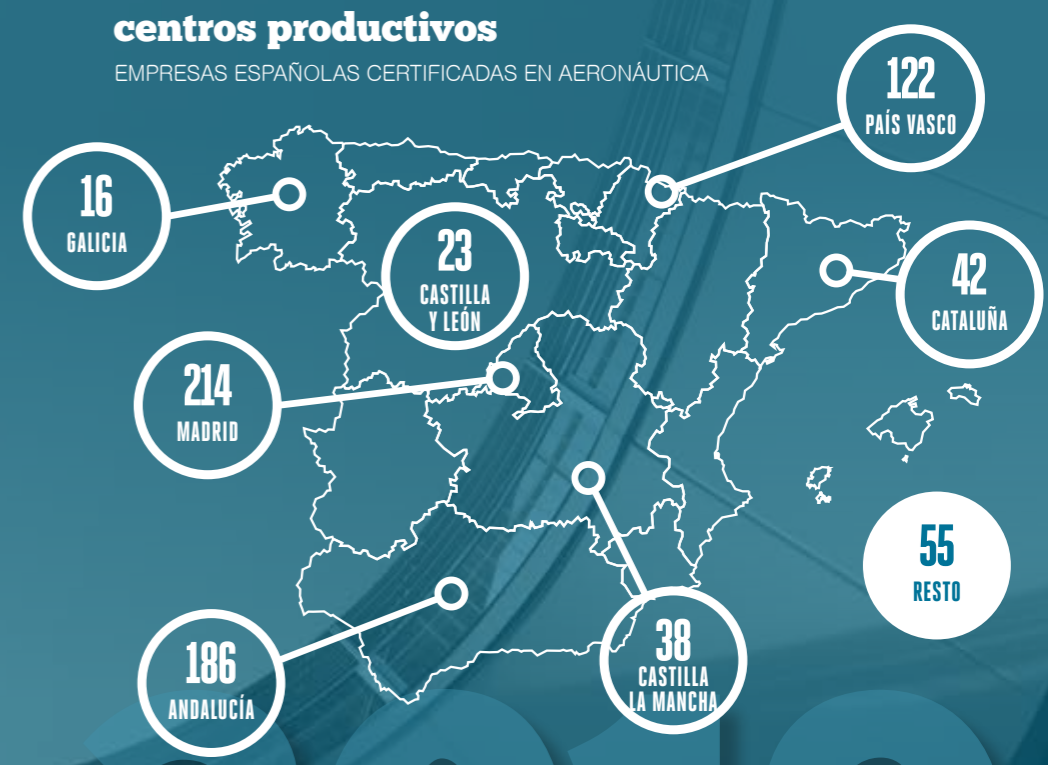 centros productivos
EMPRESAS ESPAÑOLAS CERTIFICADAS EN AERONÁUTICA
122
PAÍS VASCO
16
GALICIA
23
CASTILLA
Y LEÓN
42
CATALUÑA
214
MADRID
55
RESTO
186
ANDALUCÍA
38
CASTILLA
LA MANCHA